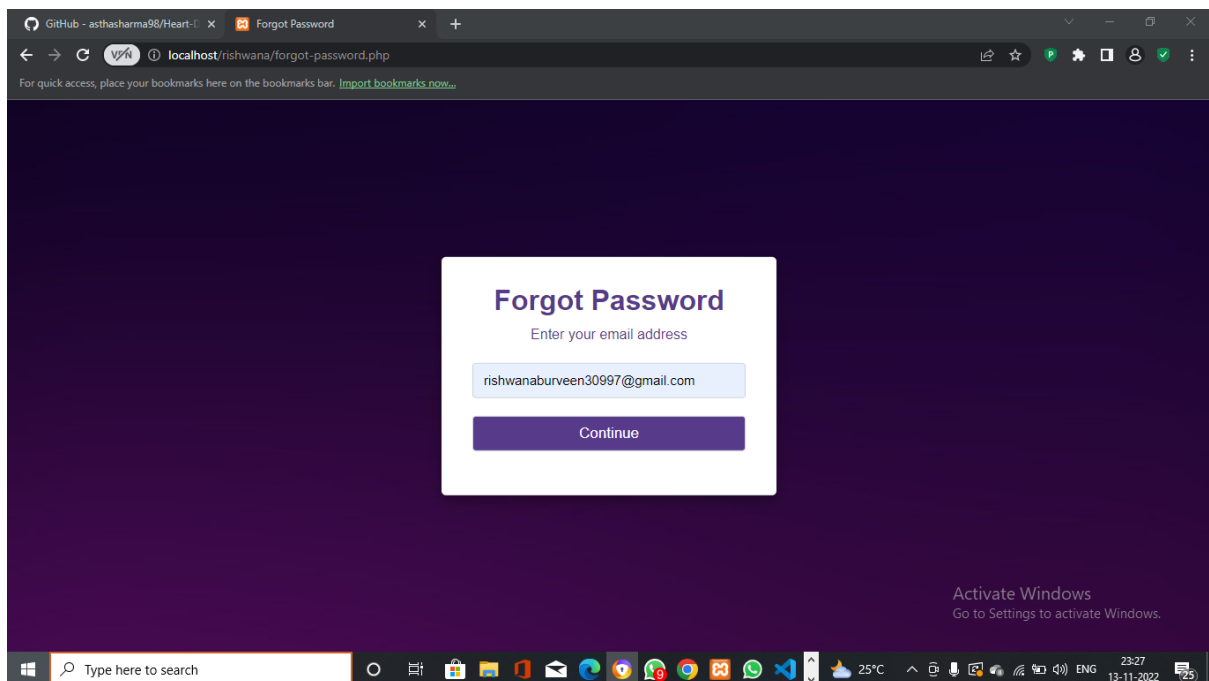 GitHub - asthasharma98/Heart-D
Forgot Password
VPN
localhost/rishwana/forgot-password.php
For quick access, place your bookmarks here on the bookmarks bar. Import bookmarks now...
Forgot Password
Enter your email address
rishwanaburveen30997@gmail.com
Continue
Activate Windows
Go to Settings to activate Windows.
Type here to search
25°C
ENG
23:27
13-11-2022
25